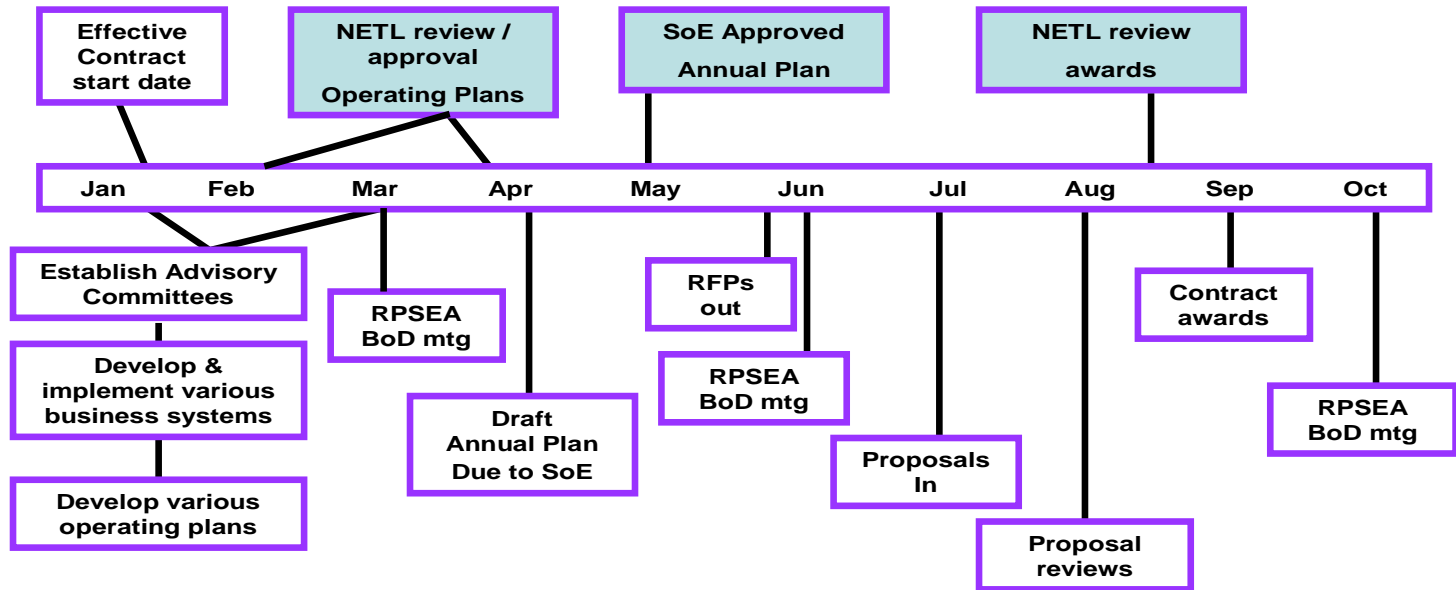 Effective
Contract
start date
NETL review /
approval
Operating Plans
SoE Approved
Annual Plan
NETL review
awards
Jan Feb Mar Apr May Jun Jul Aug Sep Oct
Establish Advisory
Committees
Develop &
implement various
business systems
Develop various
operating plans
RPSEA
BoD mtg
Draft
Annual Plan
Due to SoE
RFPs
out
RPSEA
BoD mtg
Proposals
In
Proposal
reviews
Contract
awards
RPSEA
BoD mtg